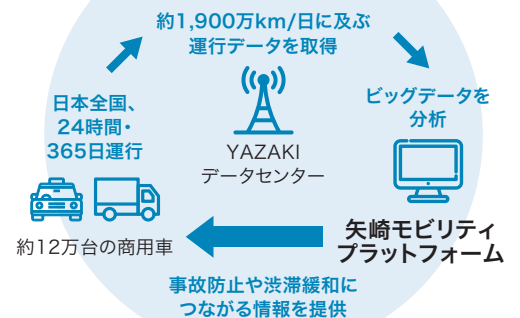 約1,900万km/日に及ぶ
運行データを取得
日本全国、
24時間・
365日運行
ビッグデータを
分析
YAZAKI
データセンター
約12万台の商用車
矢崎モビリティ
プラットフォーム
事故防止や渋滞緩和に
つながる情報を提供